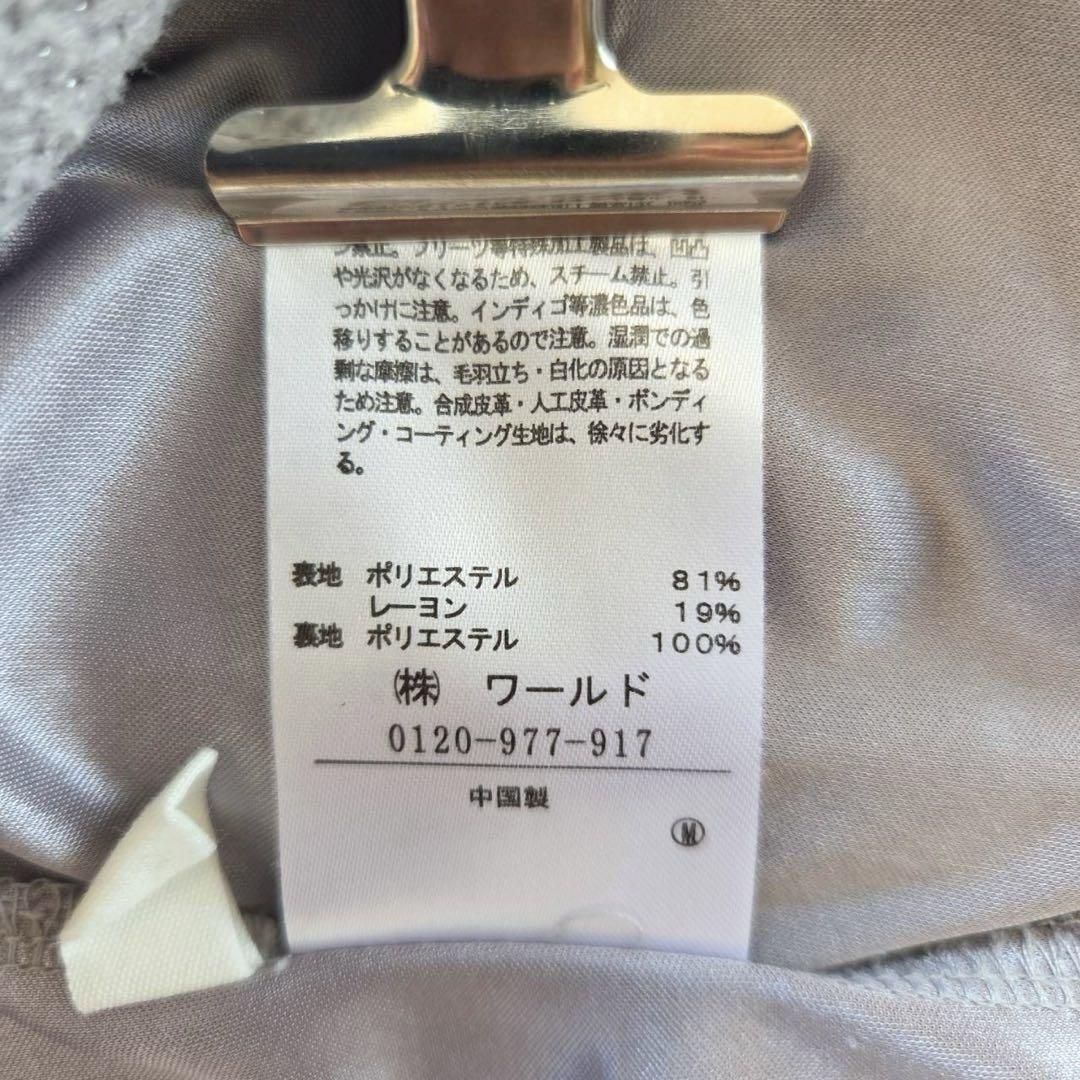 ン禁止。プリーツ等特殊加工製品は、凹凸
や光沢がなくなるため、スチーム禁止。引
っかけに注意。インディゴ等濃色品は、色
移りすることがあるので注意。湿潤での過
剰な摩擦は、毛羽立ち・白化の原因となる
ため注意。合成皮革・人工皮革・ボンディ
ング・コーティング生地は、徐々に劣化す
る。
表地 ポリエステル 81%
レーヨン 19%
裏地 ポリエステル 100%
㈱ ワールド
0120-977-917
中国製
Ⓜ